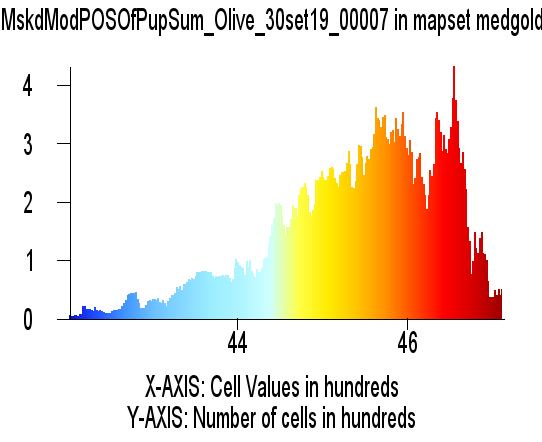 MskdModPOSOfPupSum_Olive_30set19_00007 in mapset medgold
4
3
2
1
0
44 46
X-AXIS: Cell Values in hundreds
Y-AXIS: Number of cells in hundreds